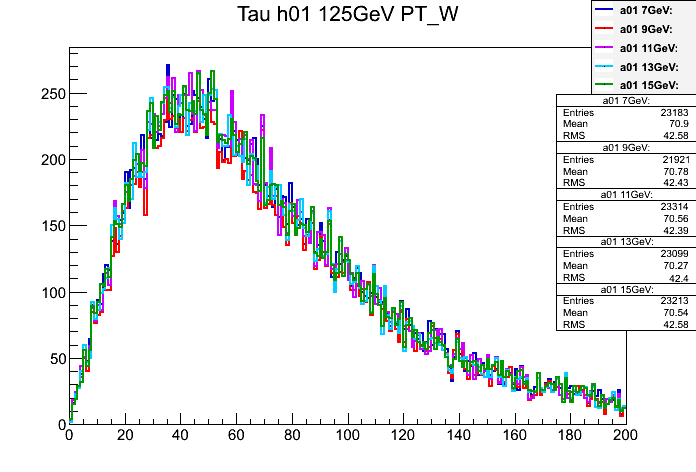 Tau h01 125GeV PT_W
a01 7GeV:
a01 9GeV:
a01 11GeV:
a01 13GeV:
a01 15GeV:
a01 7GeV:
Entries 23183
Mean 70.9
RMS 42.58
a01 9GeV:
Entries 21921
Mean 70.78
RMS 42.43
a01 11GeV:
Entries 23314
Mean 70.56
RMS 42.39
a01 13GeV:
Entries 23099
Mean 70.27
RMS 42.4
a01 15GeV:
Entries 23213
Mean 70.54
RMS 42.58
250
200
150
100
50
0
0 20 40 60 80 100 120 140 160 180 200